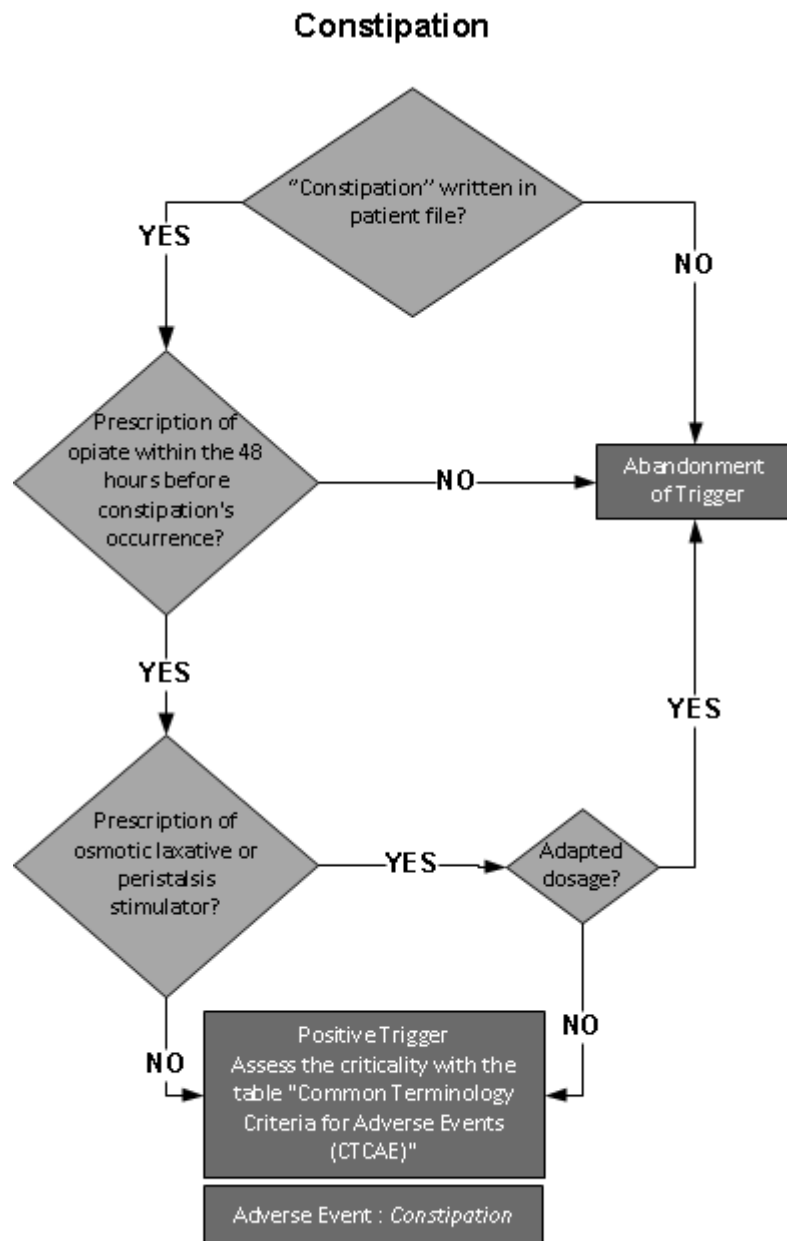 Constipation
“Constipation” written in
patient file?
YES
NO
Prescription of
opiate within the 48
hours before
constipation's
occurrence?
NO
Abandonment
of Trigger
YES
YES
Prescription of
osmotic laxative or
peristalsis
stimulator?
YES
Adapted
dosage?
NO
NO
Positive Trigger
Assess the criticality with the
table "Common Terminology
Criteria for Adverse Events
(CTCAE)"
Adverse Event : Constipation